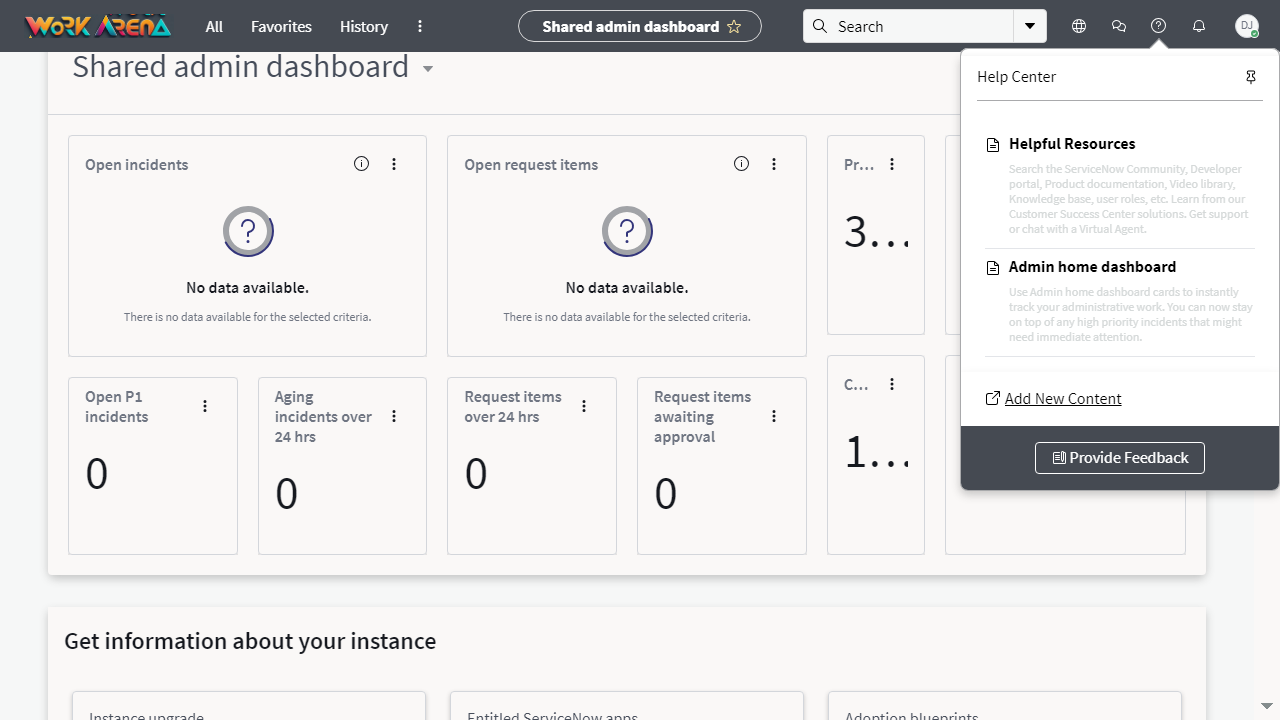 WORK ARENA
All
Favorites
History
Shared admin dashboard
Search
DJ
Shared admin dashboard
Help Center
Helpful Resources
Search the ServiceNow Community, Developer
portal, Product documentation, Video library,
Knowledge base, user roles, etc. Learn from our
Customer Success Center solutions. Get support
or chat with a Virtual Agent.
Admin home dashboard
Use Admin home dashboard cards to instantly
track your administrative work. You can now stay
on top of any high priority incidents that might
need immediate attention.
Add New Content
Provide Feedback
Open incidents
No data available.
There is no data available for the selected criteria.
Open request items
No data available.
There is no data available for the selected criteria.
Pr...
3...
Open P1
incidents
0
Aging
incidents over
24 hrs
0
Request items
over 24 hrs
0
Request items
awaiting
approval
0
C...
1...
Get information about your instance
Instance upgrade
Entitled ServiceNow apps
Adoption blueprints